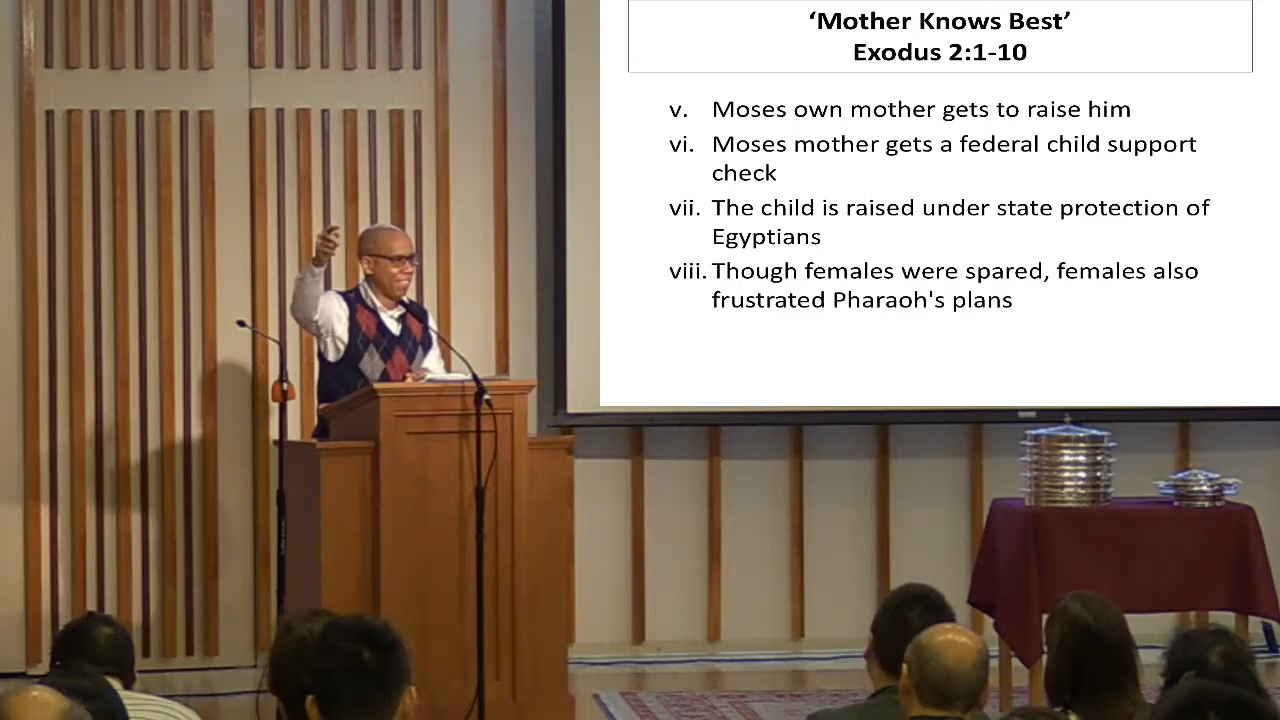 ‘Mother Knows Best’
Exodus 2:1-10
v. Moses own mother gets to raise him
vi. Moses mother gets a federal child support
check
vii. The child is raised under state protection of
Egyptians
viii. Though females were spared, females also
frustrated Pharaoh's plans